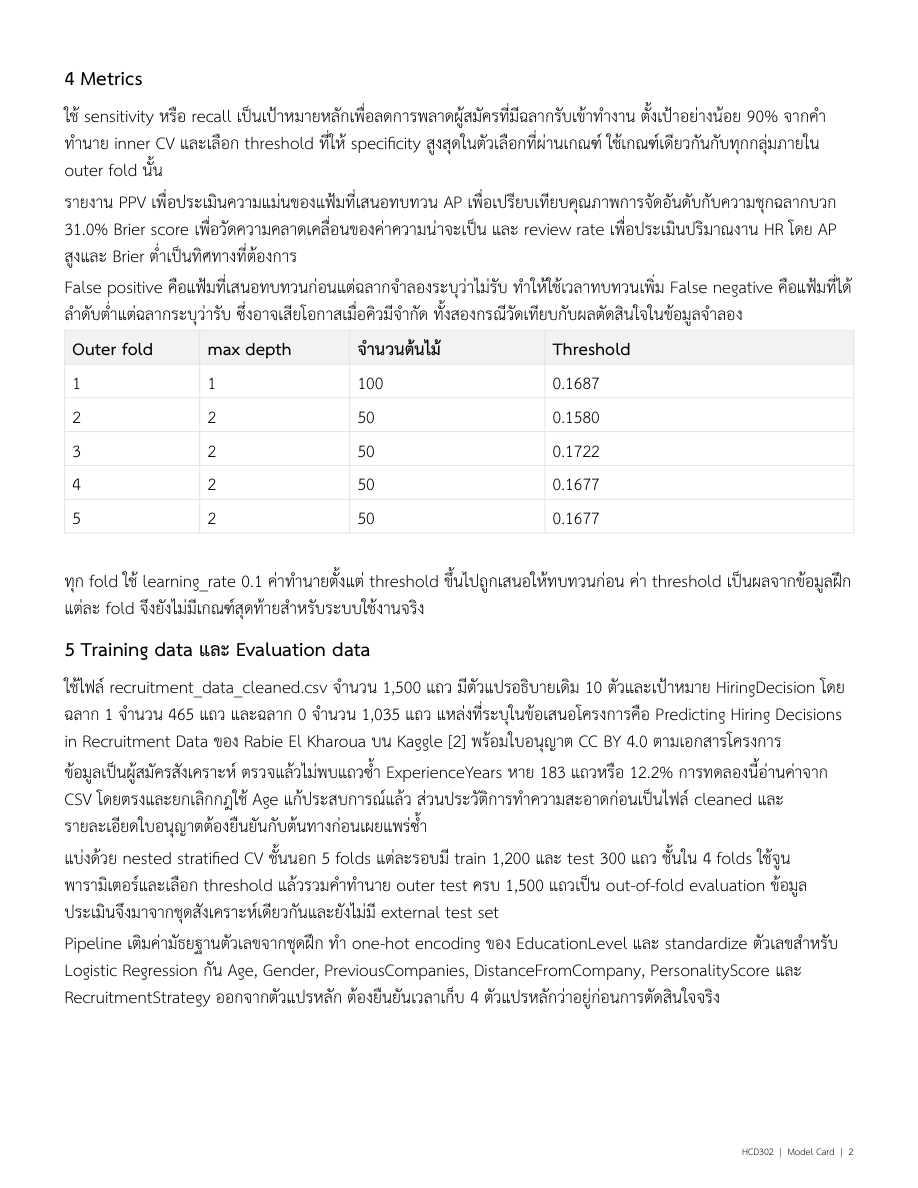 4 Metrics
ใช้ sensitivity หรือ recall เป็นเป้าหมายหลักเพื่อลดการพลาดผู้สมัครที่มีฉลากรับเข้าทำงาน ตั้งเป้าอย่างน้อย 90% จากคำ
ทำนาย inner CV และเลือก threshold ที่ให้ specificity สูงสุดในตัวเลือกที่ผ่านเกณฑ์ ใช้เกณฑ์เดียวกันกับทุกกลุ่มภายใน
outer fold นั้น
รายงาน PPV เพื่อประเมินความแม่นของแฟ้มที่เสนอทบทวน AP เพื่อเปรียบเทียบคุณภาพการจัดอันดับกับความชุกฉลากบวก
31.0% Brier score เพื่อวัดความคลาดเคลื่อนของค่าความน่าจะเป็น และ review rate เพื่อประเมินปริมาณงาน HR โดย AP
สูงและ Brier ต่ำเป็นทิศทางที่ต้องการ
False positive คือแฟ้มที่เสนอทบทวนก่อนแต่ฉลากจำลองระบุว่าไม่รับ ทำให้ใช้เวลาทบทวนเพิ่ม False negative คือแฟ้มที่ได้
ลำดับต่ำแต่ฉลากระบุว่ารับ ซึ่งอาจเสียโอกาสเมื่อคิวมีจำกัด ทั้งสองกรณีวัดเทียบกับผลตัดสินใจในข้อมูลจำลอง
Outer fold max depth จำนวนต้นไม้ Threshold
1 1 100 0.1687
2 2 50 0.1580
3 2 50 0.1722
4 2 50 0.1677
5 2 50 0.1677
ทุก fold ใช้ learning_rate 0.1 ค่าทำนายตั้งแต่ threshold ขึ้นไปถูกเสนอให้ทบทวนก่อน ค่า threshold เป็นผลจากข้อมูลฝึก
แต่ละ fold จึงยังไม่มีเกณฑ์สุดท้ายสำหรับระบบใช้งานจริง
5 Training data และ Evaluation data
ใช้ไฟล์ recruitment_data_cleaned.csv จำนวน 1,500 แถว มีตัวแปรอธิบายเดิม 10 ตัวและเป้าหมาย HiringDecision โดย
ฉลาก 1 จำนวน 465 แถว และฉลาก 0 จำนวน 1,035 แถว แหล่งที่ระบุในข้อเสนอโครงการคือ Predicting Hiring Decisions
in Recruitment Data ของ Rabie El Kharoua บน Kaggle [2] พร้อมใบอนุญาต CC BY 4.0 ตามเอกสารโครงการ
ข้อมูลเป็นผู้สมัครสังเคราะห์ ตรวจแล้วไม่พบแถวซ้ำ ExperienceYears หาย 183 แถวหรือ 12.2% การทดลองนี้อ่านค่าจาก
CSV โดยตรงและยกเลิกกฎใช้ Age แก้ประสบการณ์แล้ว ส่วนประวัติการทำความสะอาดก่อนเป็นไฟล์ cleaned และ
รายละเอียดใบอนุญาตต้องยืนยันกับต้นทางก่อนเผยแพร่ซ้ำ
แบ่งด้วย nested stratified CV ชั้นนอก 5 folds แต่ละรอบมี train 1,200 และ test 300 แถว ชั้นใน 4 folds ใช้จูน
พารามิเตอร์และเลือก threshold แล้วรวมคำทำนาย outer test ครบ 1,500 แถวเป็น out-of-fold evaluation ข้อมูล
ประเมินจึงมาจากชุดสังเคราะห์เดียวกันและยังไม่มี external test set
Pipeline เติมค่ามัธยฐานตัวเลขจากชุดฝึก ทำ one-hot encoding ของ EducationLevel และ standardize ตัวเลขสำหรับ
Logistic Regression กัน Age, Gender, PreviousCompanies, DistanceFromCompany, PersonalityScore และ
RecruitmentStrategy ออกจากตัวแปรหลัก ต้องยืนยันเวลาเก็บ 4 ตัวแปรหลักว่าอยู่ก่อนการตัดสินใจจริง
HCD302 | Model Card | 2